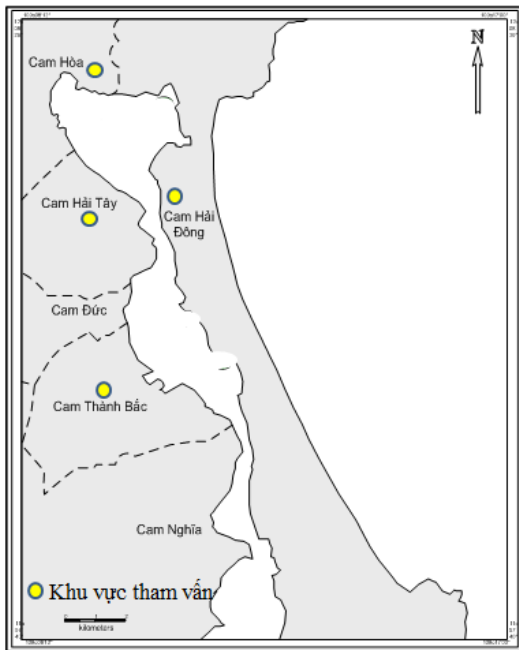 N
Cam Hòa
Cam Hải Tây
Cam Hải
Đông
Cam Đức
Cam Thành Bắc
Cam Nghĩa
Khu vực tham vấn
kilometers